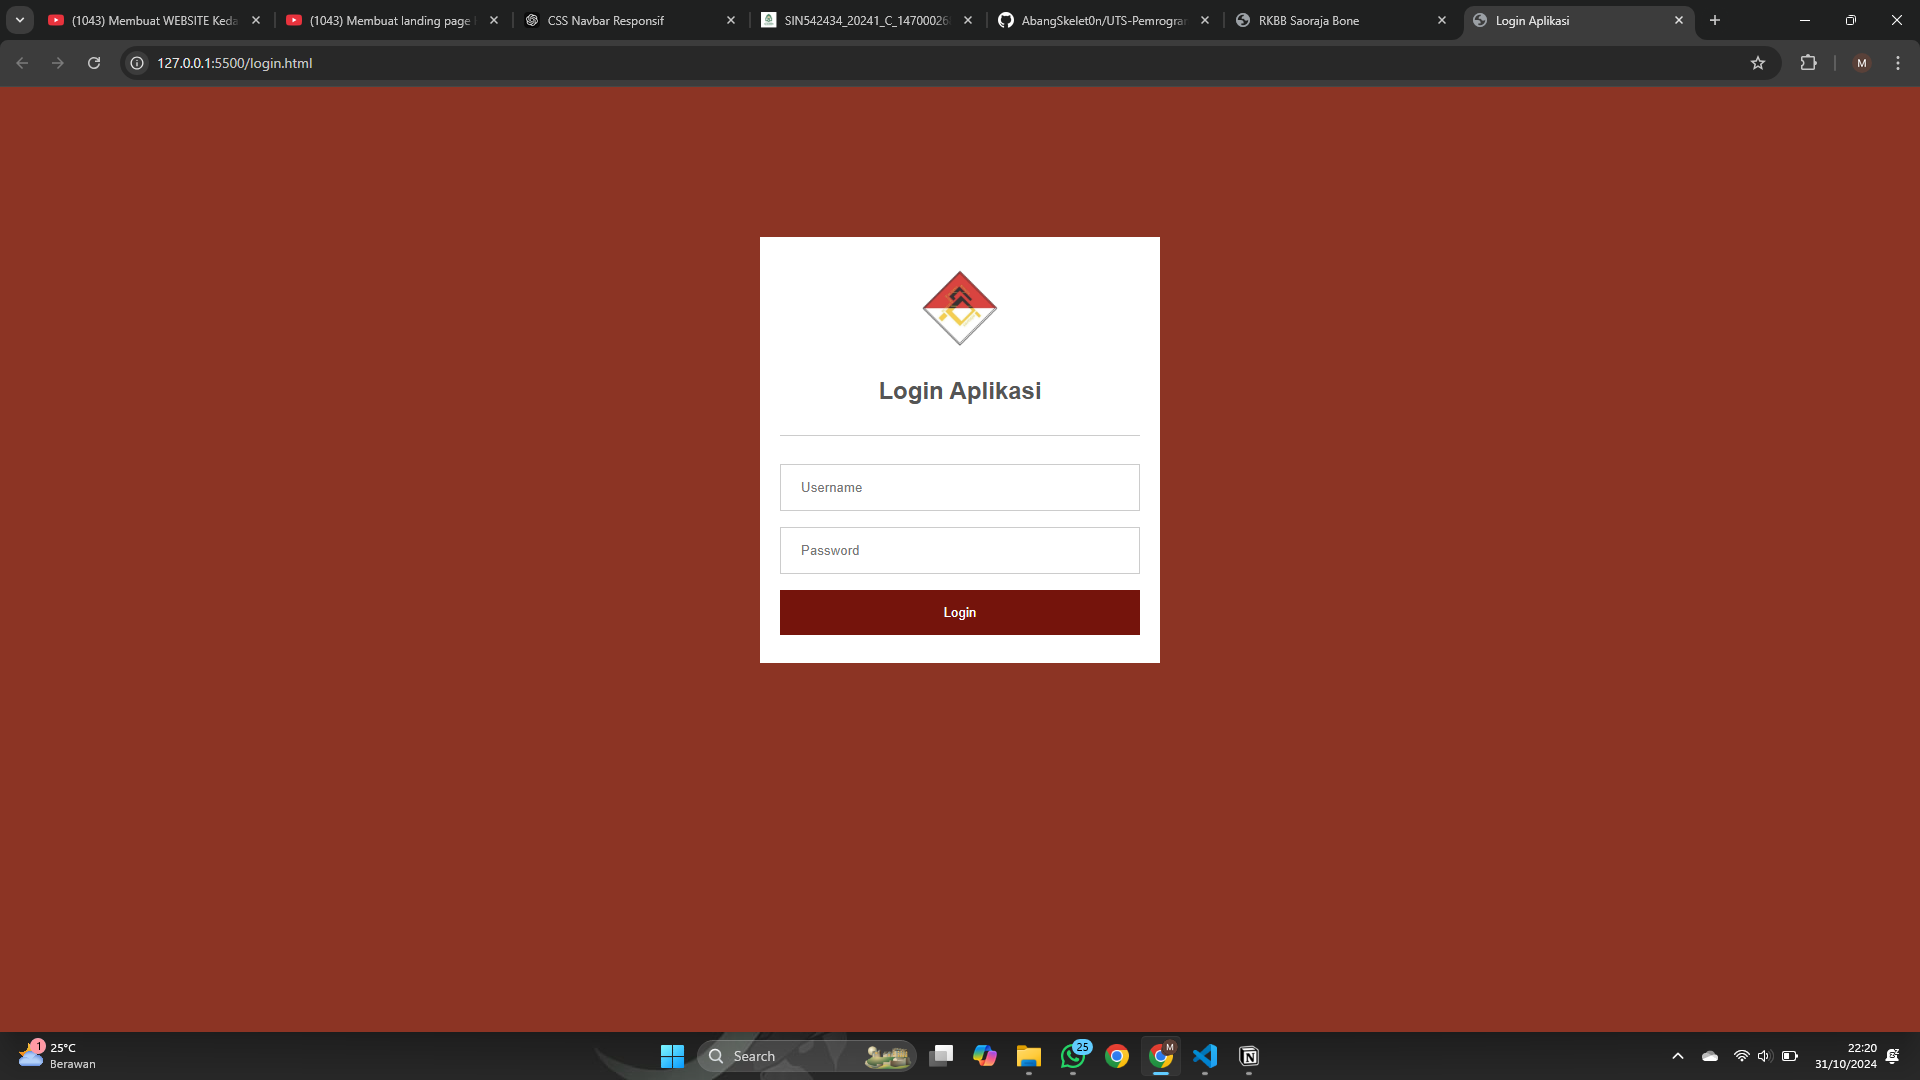 (1043) Membuat WEBSITE Keda
(1043) Membuat landing page
CSS Navbar Responsif
SIN542434_20241_C_14700026
AbangSkelet0n/UTS-Pemrogra
RKBB Saoraja Bone
Login Aplikasi
127.0.0.1:5500/login.html
M
Login Aplikasi
Username
Password
Login
1
25°C
Berawan
Search
25
M
22:20
31/10/2024